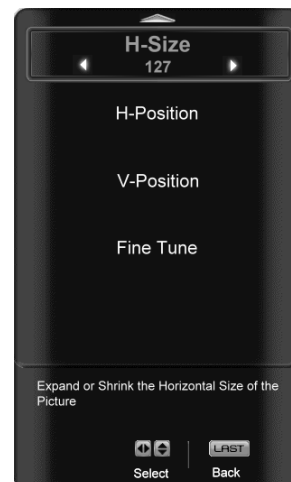 H-Size
127
H-Position
V-Position
Fine Tune
Expand or Shrink the Horizontal Size of the
Picture
LAST
Select Back